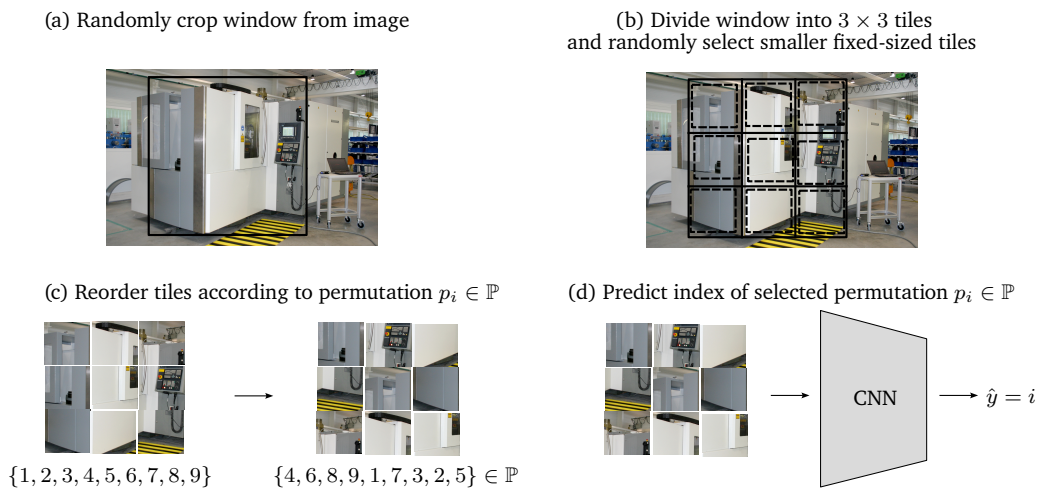 (a) Randomly crop window from image
(b) Divide window into 3 × 3 tiles
and randomly select smaller fixed-sized tiles
(c) Reorder tiles according to permutation pᵢ ∈ ℙ
{1, 2, 3, 4, 5, 6, 7, 8, 9}
{4, 6, 8, 9, 1, 7, 3, 2, 5} ∈ ℙ
(d) Predict index of selected permutation pᵢ ∈ ℙ
CNN
ŷ = i